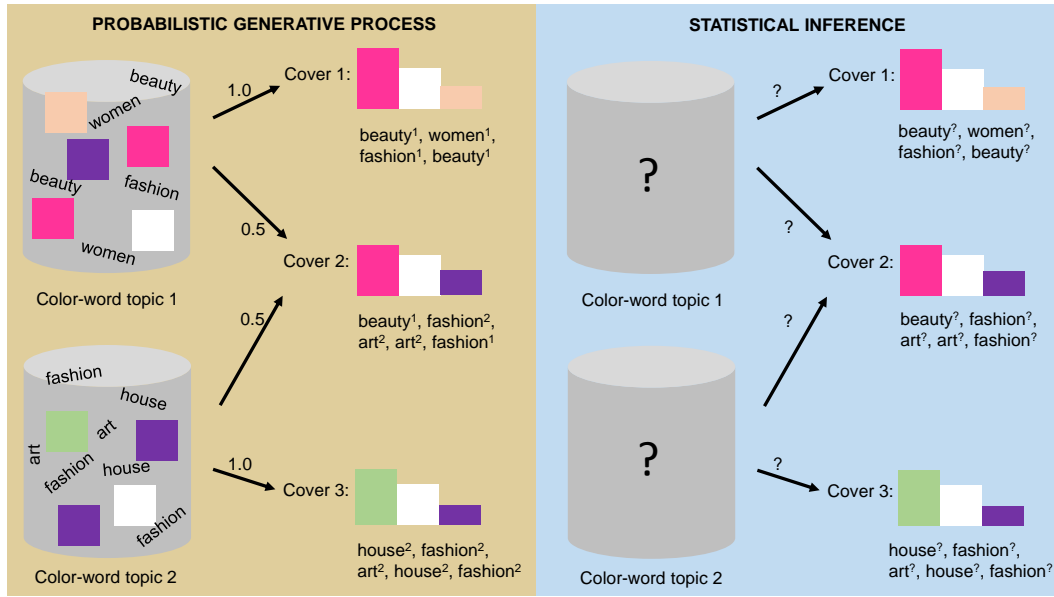 PROBABILISTIC GENERATIVE PROCESS
beauty
women
beauty
fashion
women
Color-word topic 1
1.0
0.5
Cover 1:
beauty¹, women¹,
fashion¹, beauty¹
Cover 2:
beauty¹, fashion²,
art², art², fashion¹
fashion
house
art
art
fashion
house
fashion
Color-word topic 2
0.5
1.0
Cover 3:
house², fashion²,
art², house², fashion²
STATISTICAL INFERENCE
?
Color-word topic 1
?
?
Cover 1:
beauty?, women?,
fashion?, beauty?
Cover 2:
beauty?, fashion?,
art?, art?, fashion?
?
Color-word topic 2
?
?
Cover 3:
house?, fashion?,
art?, house?, fashion?